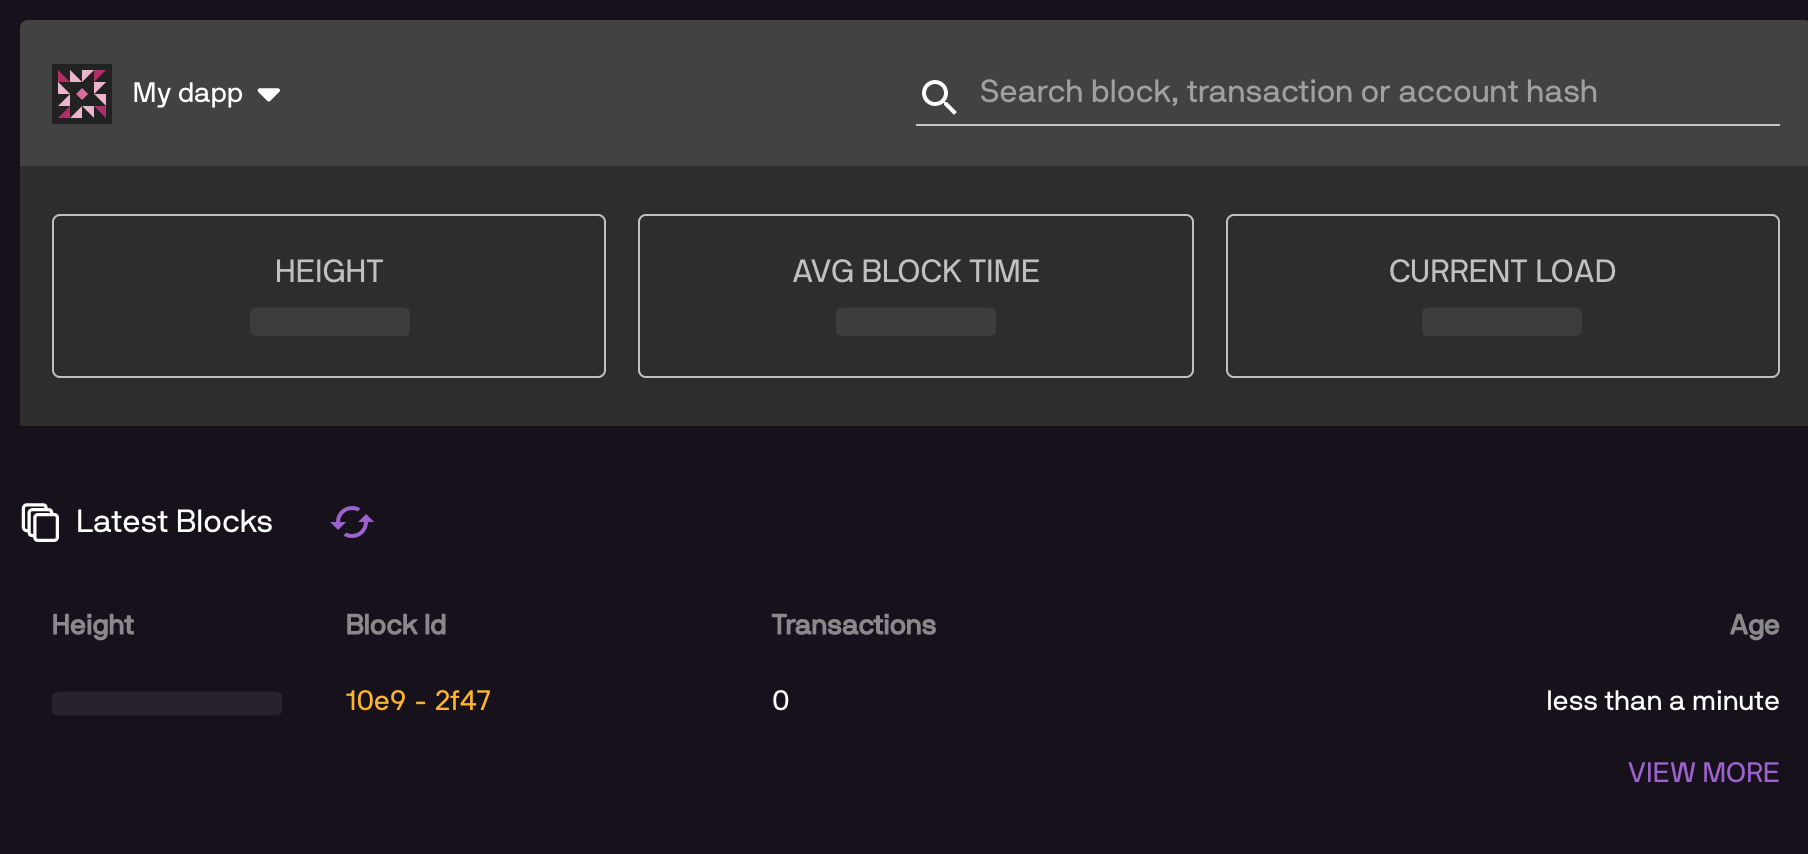 My dapp
Search block, transaction or account hash
HEIGHT
AVG BLOCK TIME
CURRENT LOAD
Latest Blocks
Height Block Id Transactions Age
10e9 - 2f47 0 less than a minute
VIEW MORE